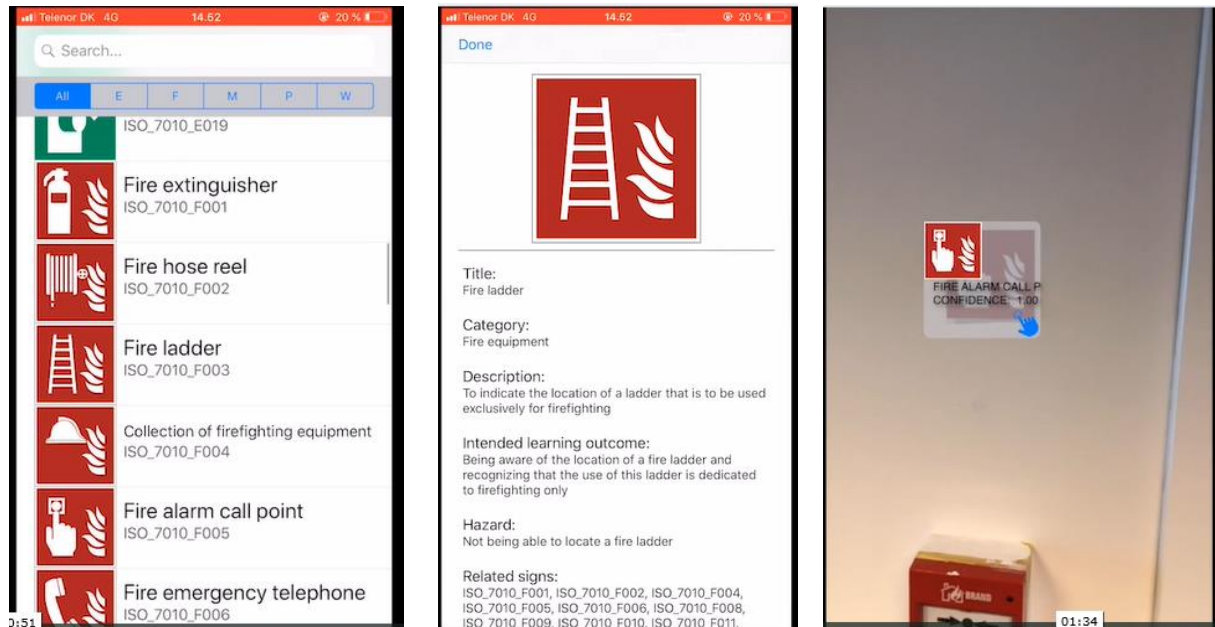 Telenor DK 4G 14.52 20 %
Search...
All E F M P W
ISO_7010_E019
Fire extinguisher
ISO_7010_F001
Fire hose reel
ISO_7010_F002
Fire ladder
ISO_7010_F003
Collection of firefighting equipment
ISO_7010_F004
Fire alarm call point
ISO_7010_F005
Fire emergency telephone
ISO_7010_F006
0:51
Telenor DK 4G 14.52 20 %
Done
Title:
Fire ladder
Category:
Fire equipment
Description:
To indicate the location of a ladder that is to be used
exclusively for firefighting
Intended learning outcome:
Being aware of the location of a fire ladder and
recognizing that the use of this ladder is dedicated
to firefighting only
Hazard:
Not being able to locate a fire ladder
Related signs:
ISO_7010_F001, ISO_7010_F002, ISO_7010_F004,
ISO_7010_F005, ISO_7010_F006, ISO_7010_F008,
ISO_7010_F009, ISO_7010_F010, ISO_7010_F011,
FIRE ALARM CALL P
CONFIDENCE: 1.00
BRAND
01:34